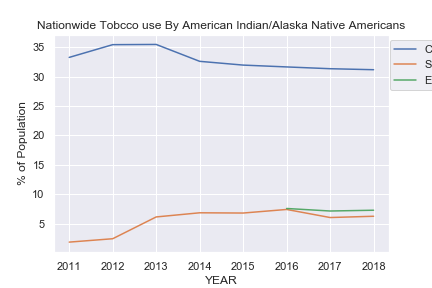 Nationwide Tobcco use By American Indian/Alaska Native Americans
35
30
25
20
15
10
5
% of Population
2011 2012 2013 2014 2015 2016 2017 2018
YEAR
C
S
E